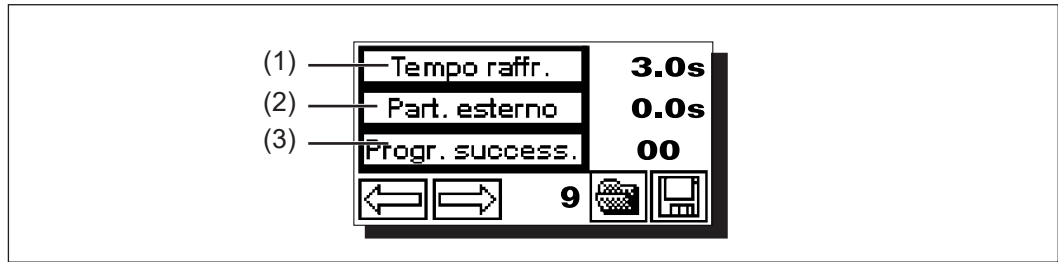 (1) Tempo raffr. 3.0s
(2) Part. esterno 0.0s
(3) Progr. success. 00
9